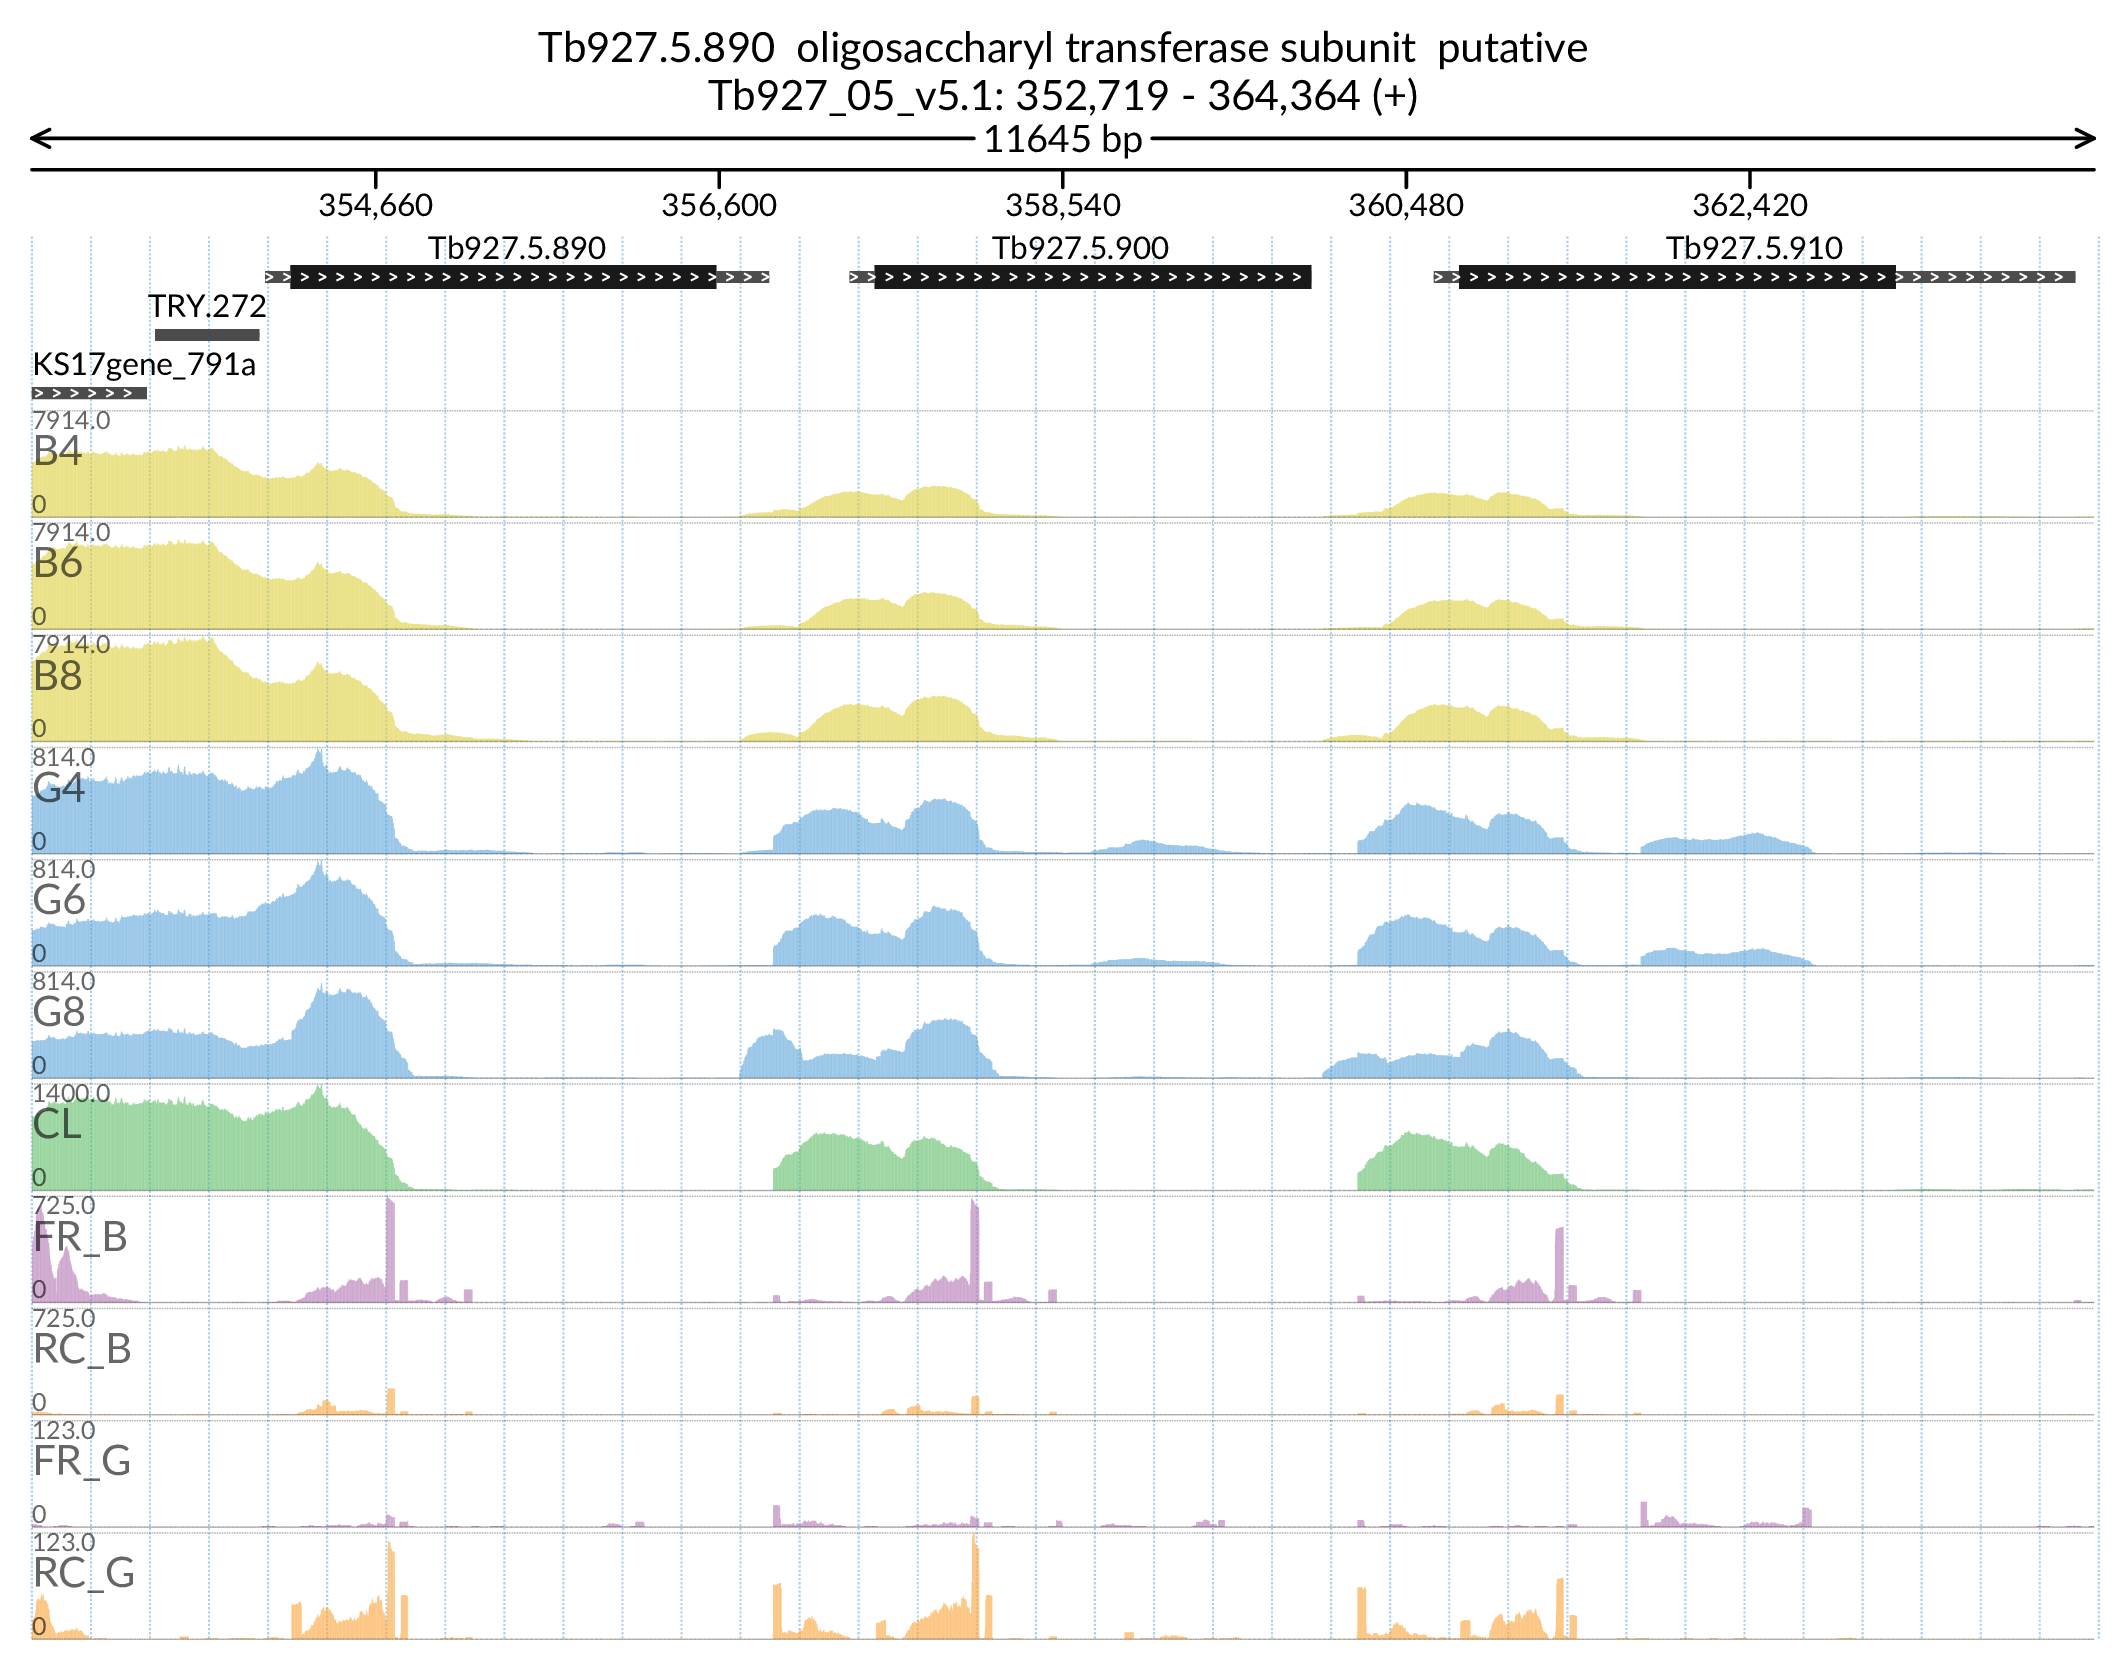 Tb927.5.890  oligosaccharyl transferase subunit  putative
Tb927_05_v5.1: 352,719 - 364,364 (+)
11645 bp
354,660 356,600 358,540 360,480 362,420
Tb927.5.890 Tb927.5.900 Tb927.5.910
TRY.272
KS17gene_791a
7914.0
B4
0
7914.0
B6
0
7914.0
B8
0
814.0
G4
0
814.0
G6
0
814.0
G8
0
1400.0
CL
0
725.0
FR_B
0
725.0
RC_B
0
123.0
FR_G
0
123.0
RC_G
0